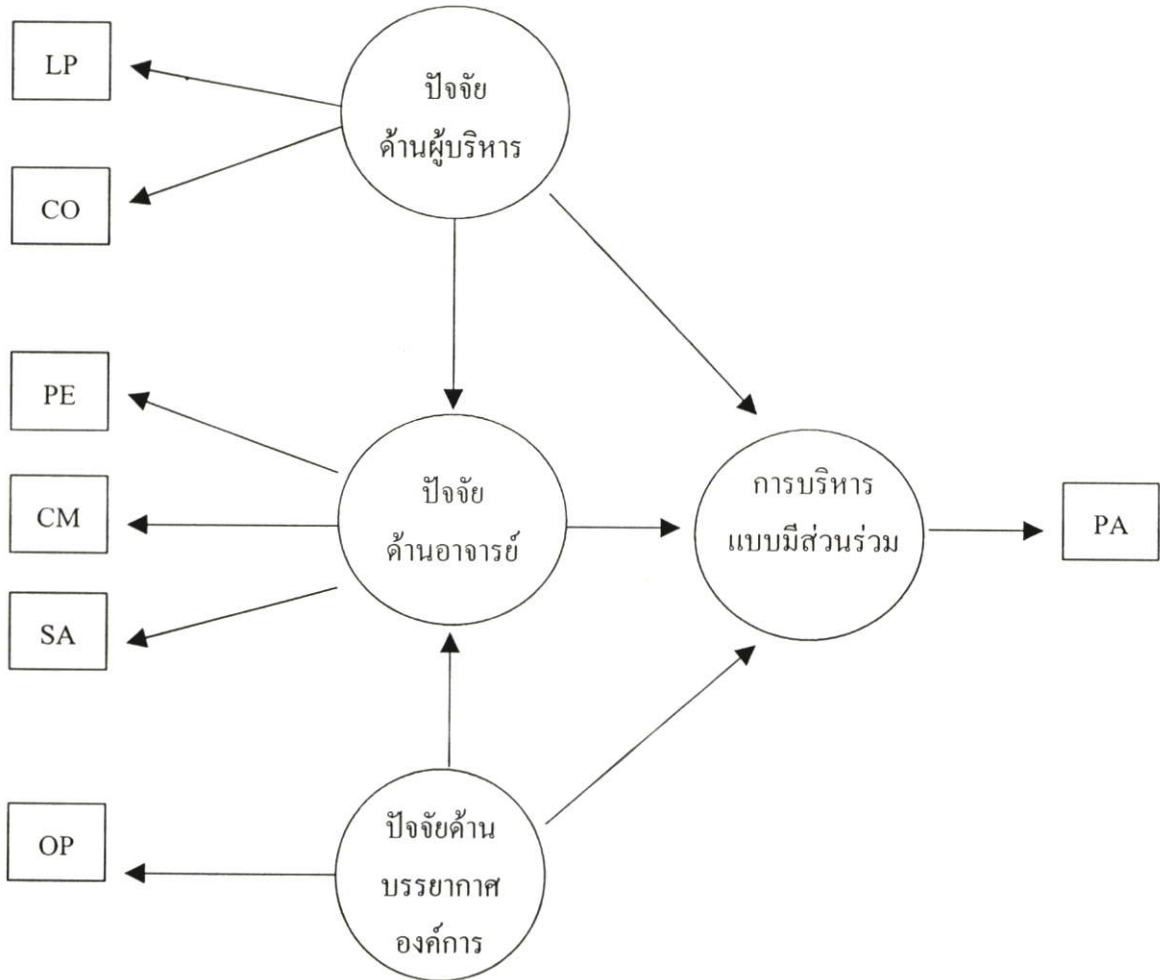 LP
ปัจจัย
ด้านผู้บริหาร
CO
PE
CM
ปัจจัย
ด้านอาจารย์
การบริหาร
แบบมีส่วนร่วม
PA
SA
OP
ปัจจัยด้าน
บรรยากาศ
องค์การ